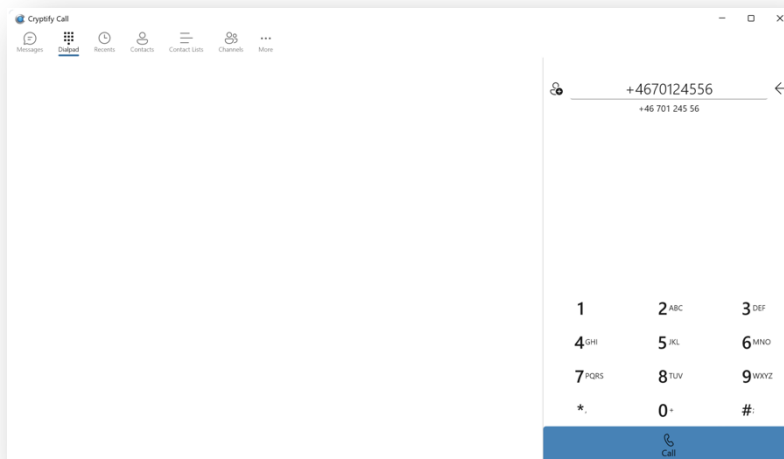 Cryptify Call
Messages Dialpad Recents Contacts Contact Lists Channels More
+4670124556
+46 701 245 56
1 2 ABC 3 DEF
4 GHI 5 JKL 6 MNO
7 PQRS 8 TUV 9 WXYZ
*, 0+ #;
Call